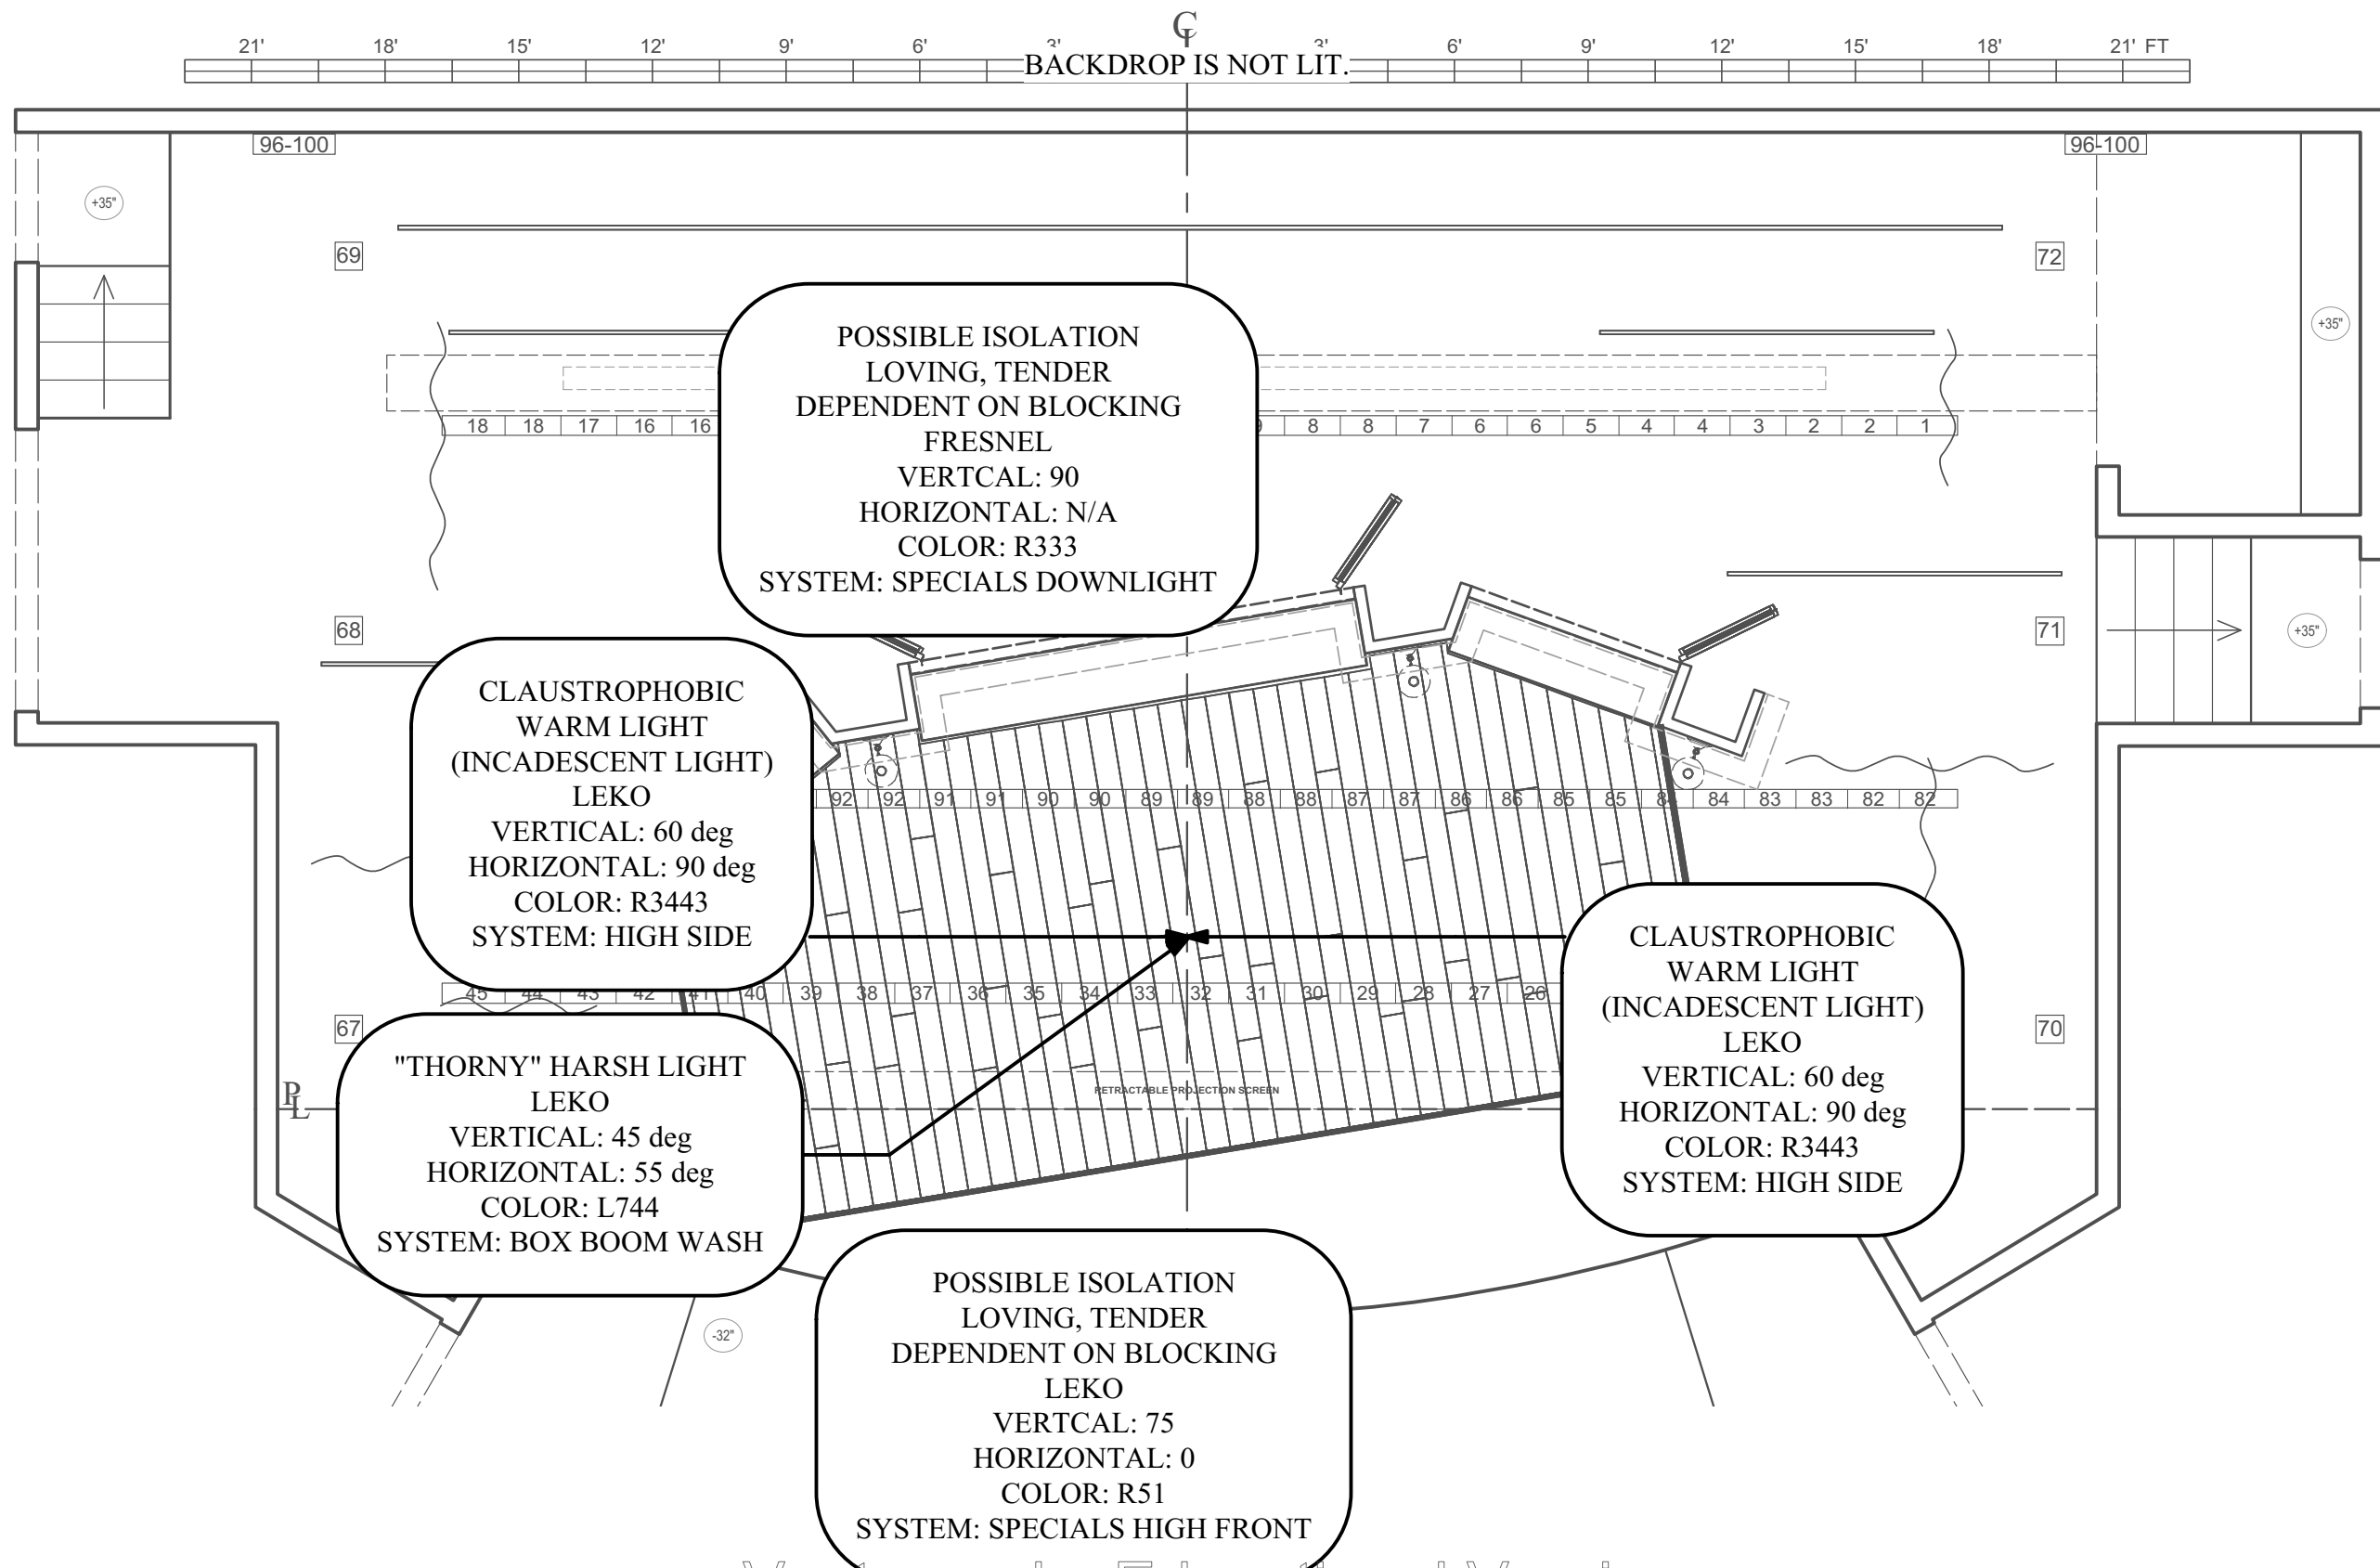 21' 18' 15' 12' 9' 6' 3' ℄ 3' 6' 9' 12' 15' 18' 21' FT
BACKDROP IS NOT LIT.
96-100 96-100
+35"
69 72
+35"
POSSIBLE ISOLATION
LOVING, TENDER
DEPENDENT ON BLOCKING
FRESNEL
VERTCAL: 90
HORIZONTAL: N/A
COLOR: R333
SYSTEM: SPECIALS DOWNLIGHT
18 18 17 16 16 8 8 7 6 6 5 4 4 3 2 2 1
68 71
+35"
CLAUSTROPHOBIC
WARM LIGHT
(INCADESCENT LIGHT)
LEKO
VERTICAL: 60 deg
HORIZONTAL: 90 deg
COLOR: R3443
SYSTEM: HIGH SIDE
92 92 91 91 90 90 89 89 88 88 87 87 86 86 85 85 84 84 83 83 82 82
CLAUSTROPHOBIC
WARM LIGHT
(INCADESCENT LIGHT)
LEKO
VERTICAL: 60 deg
HORIZONTAL: 90 deg
COLOR: R3443
SYSTEM: HIGH SIDE
45 44 43 42 41 40 39 38 37 36 35 34 33 32 31 30 29 28 27 26
67 70
"THORNY" HARSH LIGHT
LEKO
VERTICAL: 45 deg
HORIZONTAL: 55 deg
COLOR: L744
SYSTEM: BOX BOOM WASH
RETRACTABLE PROJECTION SCREEN
PL
-32"
POSSIBLE ISOLATION
LOVING, TENDER
DEPENDENT ON BLOCKING
LEKO
VERTCAL: 75
HORIZONTAL: 0
COLOR: R51
SYSTEM: SPECIALS HIGH FRONT